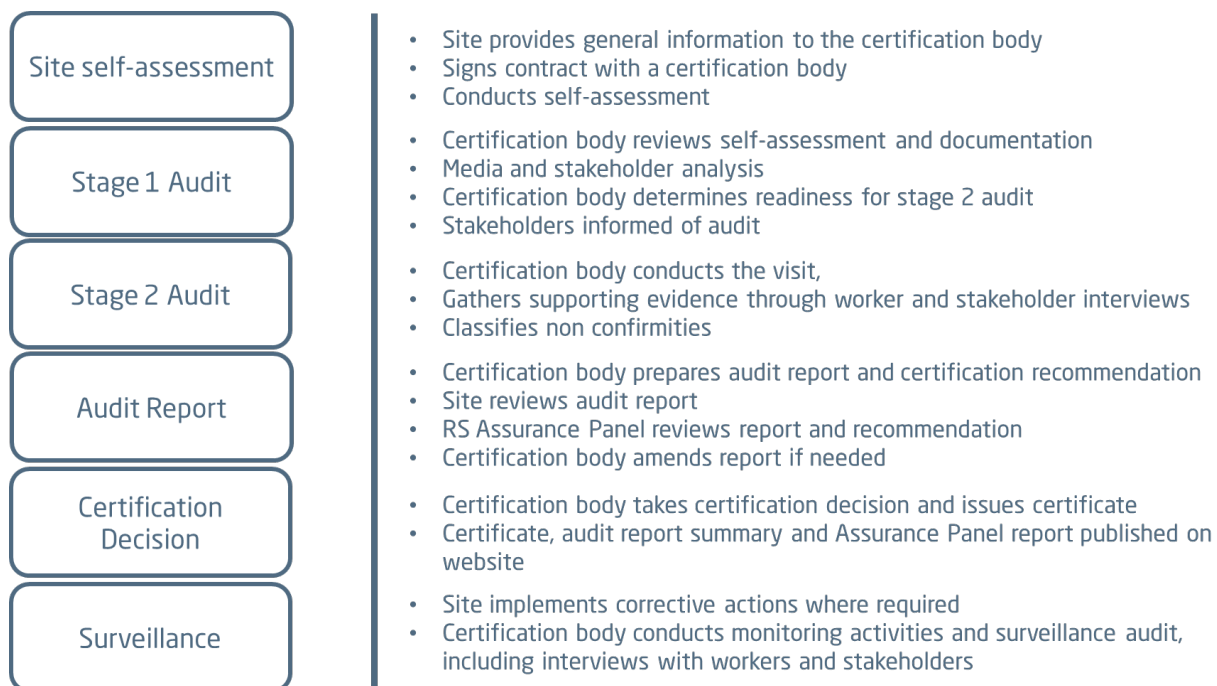 Site self-assessment
• Site provides general information to the certification body
• Signs contract with a certification body
• Conducts self-assessment
Stage 1 Audit
• Certification body reviews self-assessment and documentation
• Media and stakeholder analysis
• Certification body determines readiness for stage 2 audit
• Stakeholders informed of audit
Stage 2 Audit
• Certification body conducts the visit,
• Gathers supporting evidence through worker and stakeholder interviews
• Classifies non confirmities
Audit Report
• Certification body prepares audit report and certification recommendation
• Site reviews audit report
• RS Assurance Panel reviews report and recommendation
• Certification body amends report if needed
Certification
Decision
• Certification body takes certification decision and issues certificate
• Certificate, audit report summary and Assurance Panel report published on
website
Surveillance
• Site implements corrective actions where required
• Certification body conducts monitoring activities and surveillance audit,
including interviews with workers and stakeholders